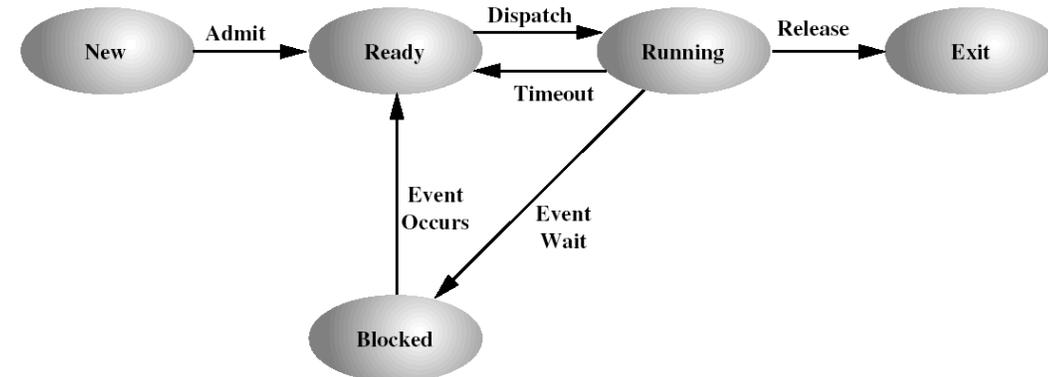 Dispatch
Admit
Release
New
Ready
Running
Exit
Timeout
Event
Occurs
Event
Wait
Blocked